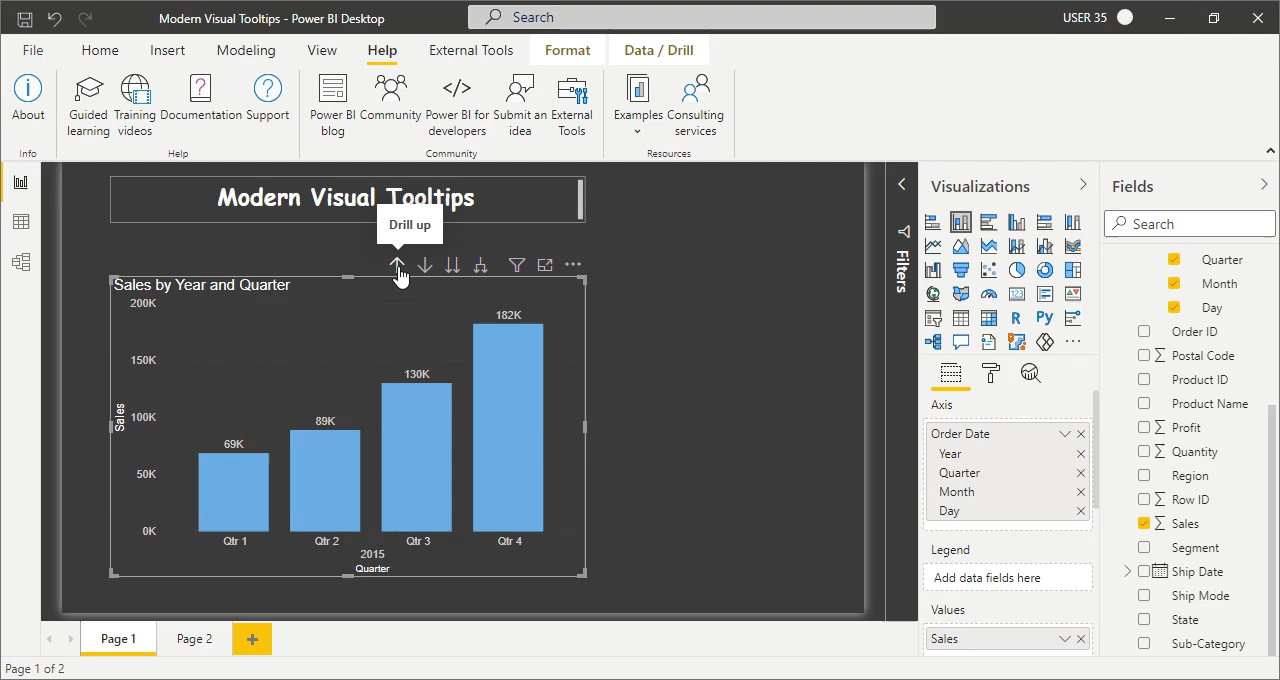 Modern Visual Tooltips - Power BI Desktop
Search
USER 35
File
Home
Insert
Modeling
View
Help
External Tools
Format
Data / Drill
About
Guided learning
Training videos
Documentation
Support
Power BI blog
Community
Power BI for developers
Submit an idea
External Tools
Examples
Consulting services
Info
Help
Community
Resources
Modern Visual Tooltips
Drill up
Sales by Year and Quarter
200K
150K
100K
50K
0K
Sales
69K
89K
130K
182K
Qtr 1
Qtr 2
Qtr 3
Qtr 4
2015
Quarter
Filters
Visualizations
123
R
Py
Axis
Order Date
Year
Quarter
Month
Day
Legend
Add data fields here
Values
Sales
Fields
Search
Quarter
Month
Day
Order ID
Σ Postal Code
Product ID
Product Name
Σ Profit
Σ Quantity
Region
Σ Row ID
Σ Sales
Segment
Ship Date
Ship Mode
State
Sub-Category
Page 1
Page 2
Page 1 of 2